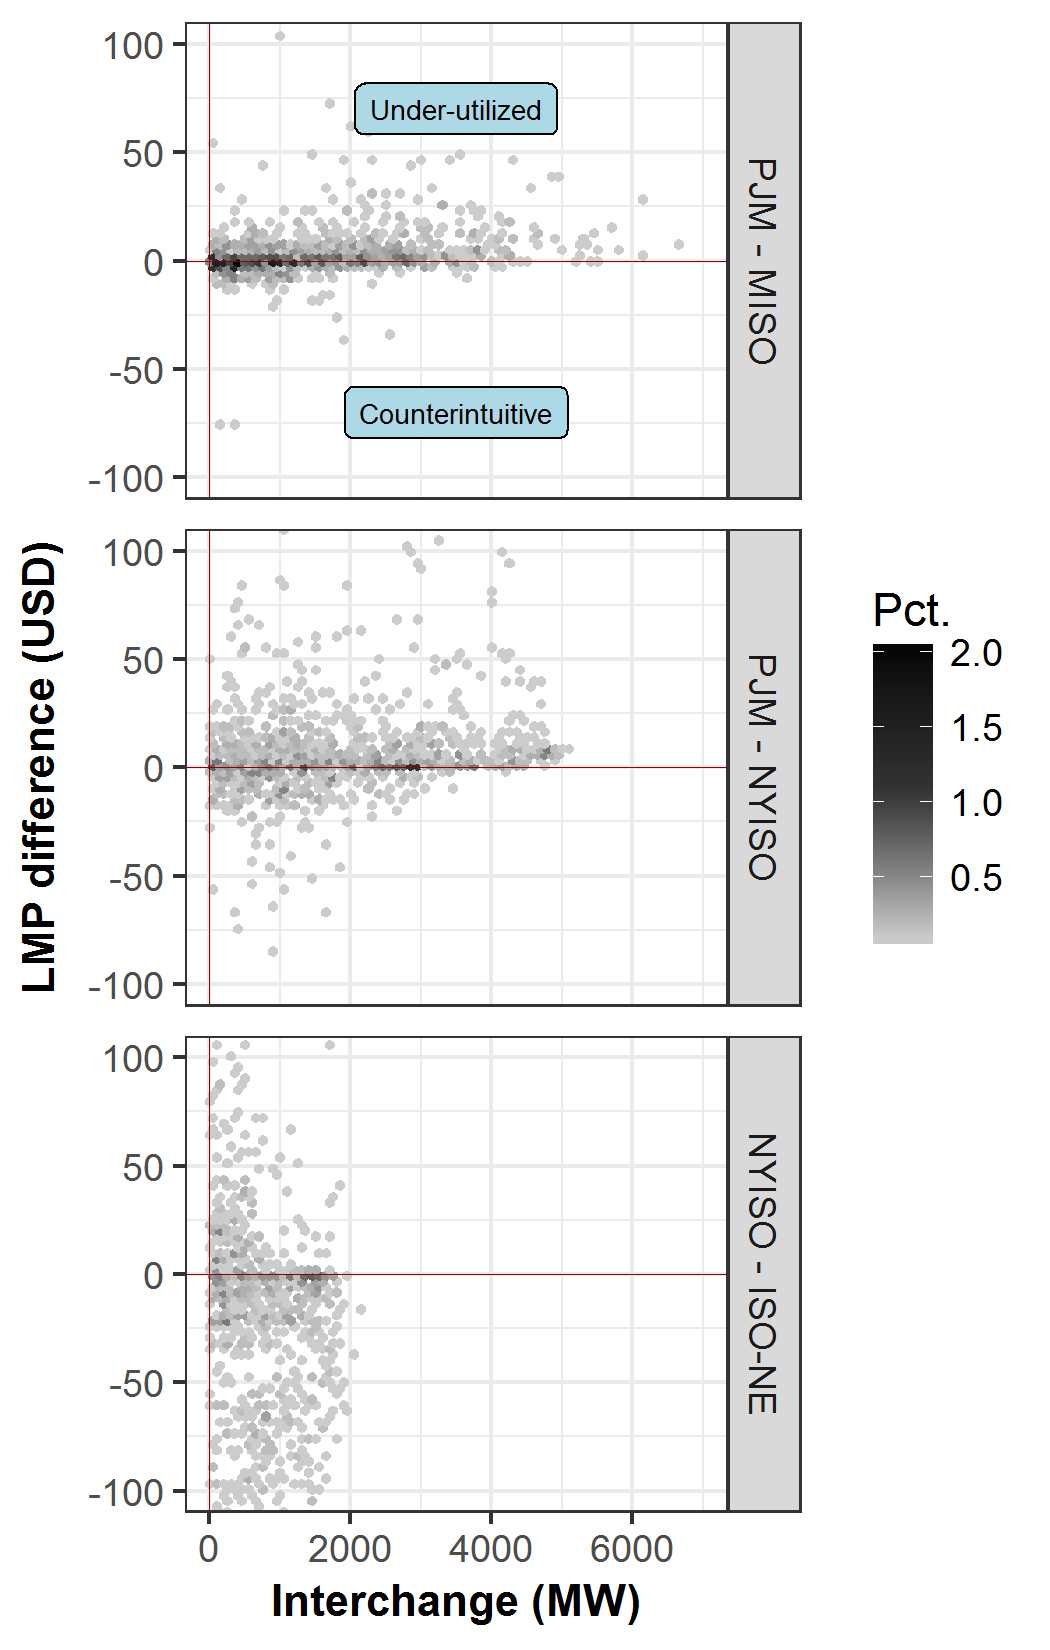 100
50
0
-50
-100
Under-utilized
Counterintuitive
PJM - MISO
100
50
0
-50
-100
PJM - NYISO
100
50
0
-50
-100
NYISO - ISO-NE
0
2000
4000
6000
Interchange (MW)
LMP difference (USD)
Pct.
2.0
1.5
1.0
0.5